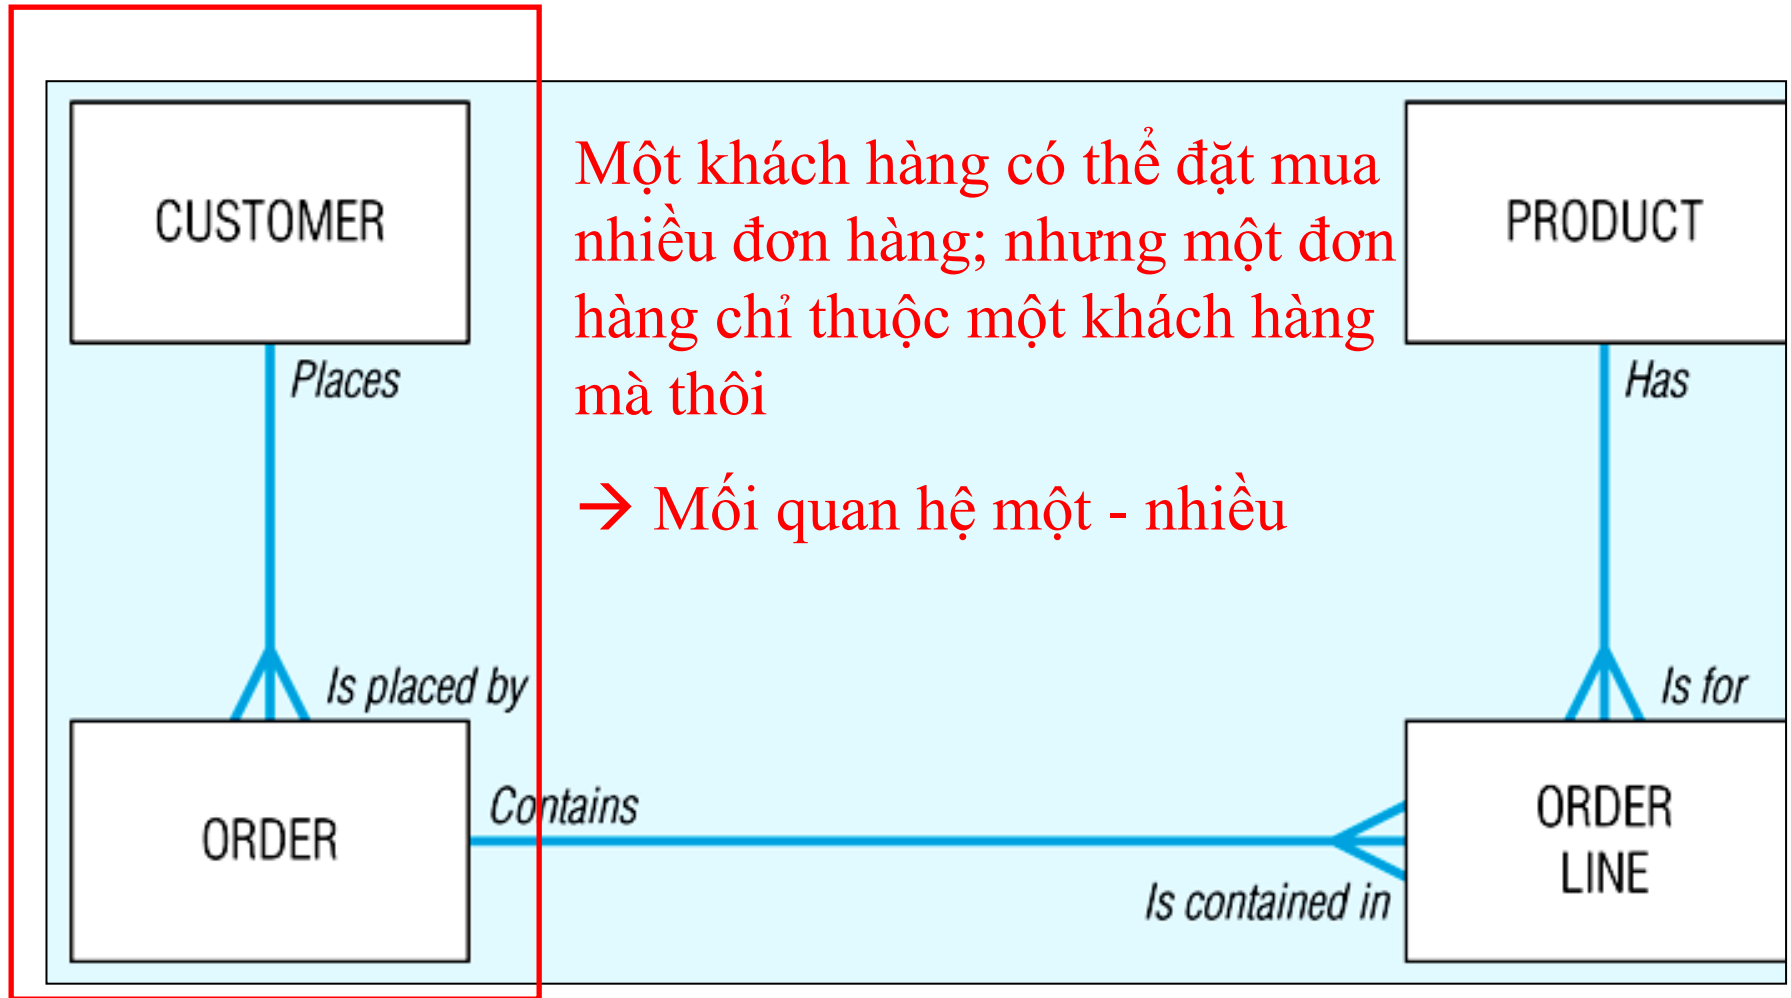 CUSTOMER
Một khách hàng có thể đặt mua
nhiều đơn hàng; nhưng một đơn
hàng chỉ thuộc một khách hàng
mà thôi
→ Mối quan hệ một - nhiều
PRODUCT
Places
Has
Is placed by
Is for
ORDER
Contains
Is contained in
ORDER
LINE